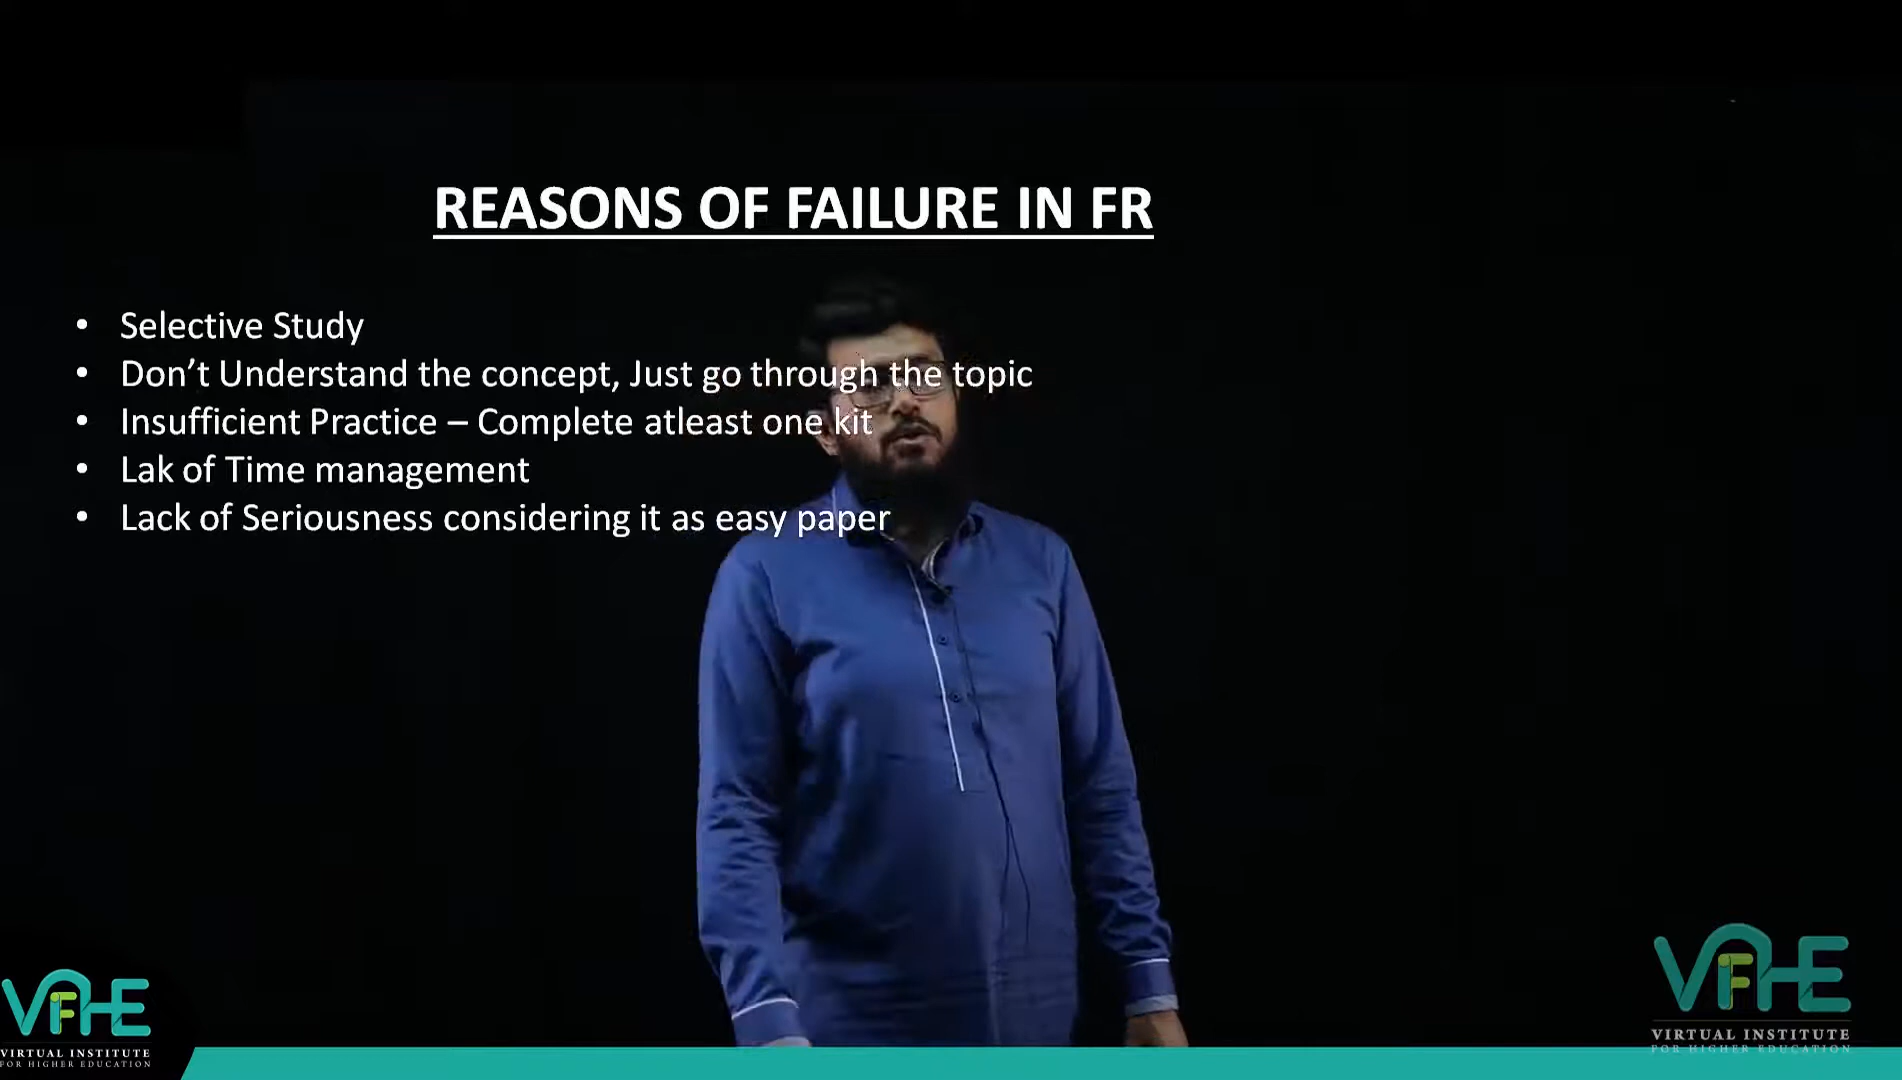 REASONS OF FAILURE IN FR
• Selective Study
• Don’t Understand the concept, Just go through the topic
• Insufficient Practice – Complete atleast one kit
• Lak of Time management
• Lack of Seriousness considering it as easy paper
VIFHE
VIRTUAL INSTITUTE
FOR HIGHER EDUCATION
VIFHE
VIRTUAL INSTITUTE
FOR HIGHER EDUCATION